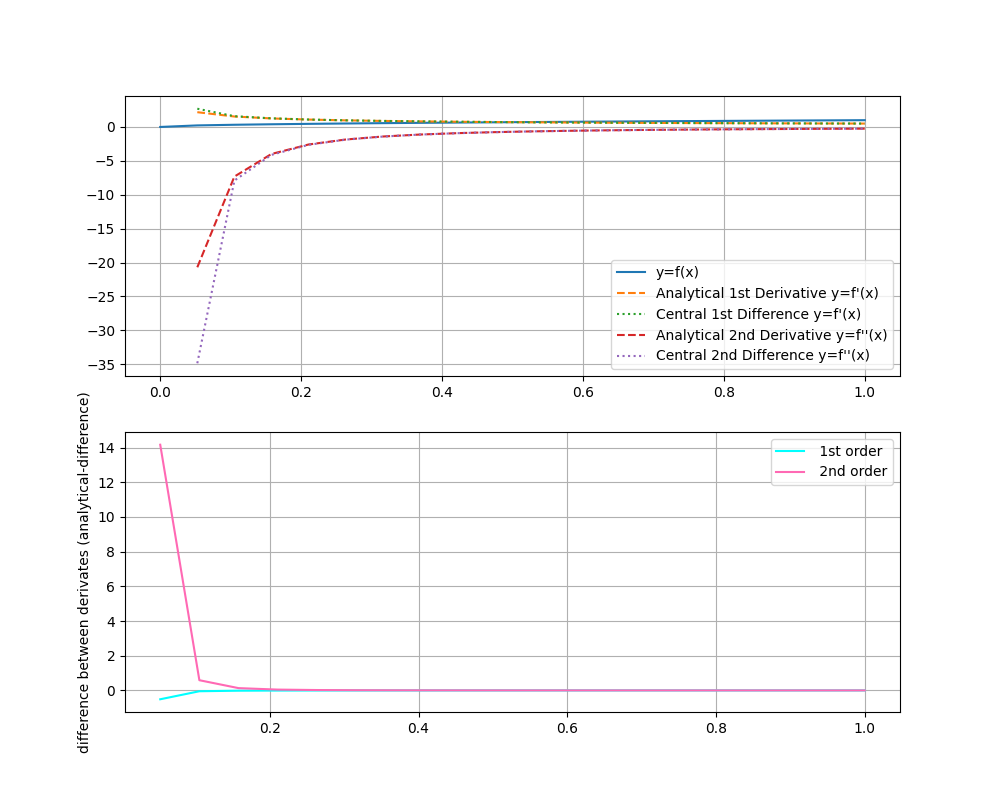 0
−5
−10
−15
−20
−25
−30
−35
0.0 0.2 0.4 0.6 0.8 1.0
y=f(x)
Analytical 1st Derivative y=f'(x)
Central 1st Difference y=f'(x)
Analytical 2nd Derivative y=f''(x)
Central 2nd Difference y=f''(x)
difference between derivates (analytical-difference)
14
12
10
8
6
4
2
0
0.2 0.4 0.6 0.8 1.0
1st order
2nd order